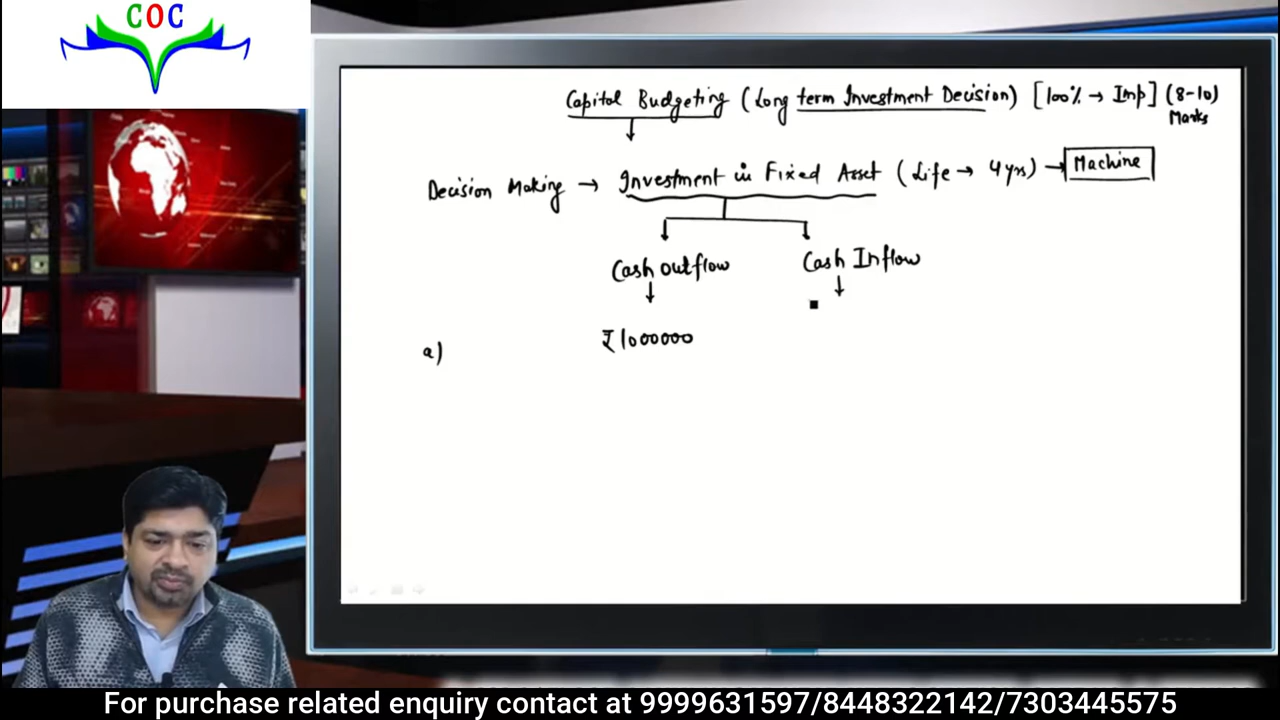 COC
Capital Budgeting (Long term Investment Decision) [100% → Imp] (8-10) Marks
Decision Making → Investment in Fixed Asset (Life → 4 yrs) → Machine
Cash outflow Cash Inflow
a) ₹1000000
For purchase related enquiry contact at 9999631597/8448322142/7303445575